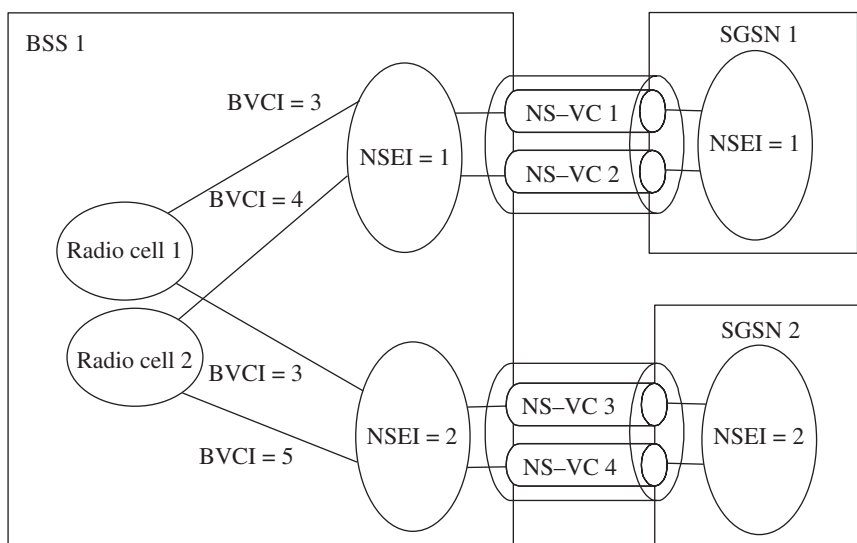 BSS 1
SGSN 1
BVCI = 3
NS–VC 1
NSEI = 1
NSEI = 1
NS–VC 2
BVCI = 4
Radio cell 1
SGSN 2
Radio cell 2
BVCI = 3
NS–VC 3
NSEI = 2
NSEI = 2
BVCI = 5
NS–VC 4